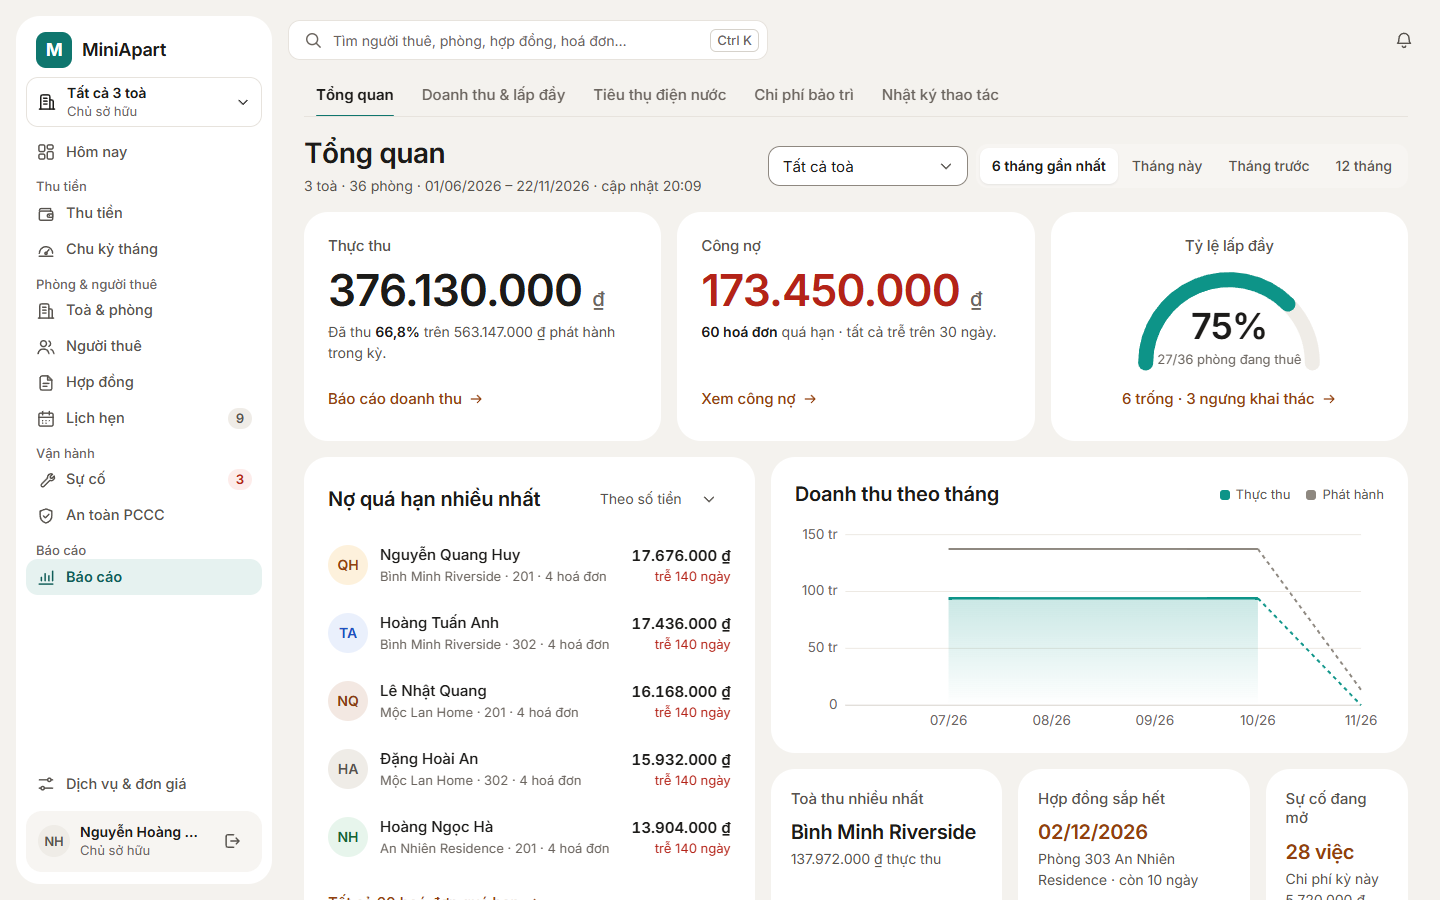 M MiniApart
Tất cả 3 toà
Chủ sở hữu
Hôm nay
Thu tiền
Thu tiền
Chu kỳ tháng
Phòng & người thuê
Toà & phòng
Người thuê
Hợp đồng
Lịch hẹn 9
Vận hành
Sự cố 3
An toàn PCCC
Báo cáo
Báo cáo
Dịch vụ & đơn giá
NH Nguyễn Hoàng ...
Chủ sở hữu
Tìm người thuê, phòng, hợp đồng, hoá đơn... Ctrl K
Tổng quan Doanh thu & lấp đầy Tiêu thụ điện nước Chi phí bảo trì Nhật ký thao tác
Tổng quan
3 toà · 36 phòng · 01/06/2026 – 22/11/2026 · cập nhật 20:09
Tất cả toà
6 tháng gần nhất Tháng này Tháng trước 12 tháng
Thực thu
376.130.000 ₫
Đã thu 66,8% trên 563.147.000 ₫ phát hành
trong kỳ.
Báo cáo doanh thu →
Công nợ
173.450.000 ₫
60 hoá đơn quá hạn · tất cả trễ trên 30 ngày.
Xem công nợ →
Tỷ lệ lấp đầy
75%
27/36 phòng đang thuê
6 trống · 3 ngưng khai thác →
Nợ quá hạn nhiều nhất Theo số tiền
QH Nguyễn Quang Huy 17.676.000 ₫
Bình Minh Riverside · 201 · 4 hoá đơn trễ 140 ngày
TA Hoàng Tuấn Anh 17.436.000 ₫
Bình Minh Riverside · 302 · 4 hoá đơn trễ 140 ngày
NQ Lê Nhật Quang 16.168.000 ₫
Mộc Lan Home · 201 · 4 hoá đơn trễ 140 ngày
HA Đặng Hoài An 15.932.000 ₫
Mộc Lan Home · 302 · 4 hoá đơn trễ 140 ngày
NH Hoàng Ngọc Hà 13.904.000 ₫
An Nhiên Residence · 201 · 4 hoá đơn trễ 140 ngày
Doanh thu theo tháng Thực thu Phát hành
150 tr
100 tr
50 tr
0
07/26 08/26 09/26 10/26 11/26
Toà thu nhiều nhất
Bình Minh Riverside
137.972.000 ₫ thực thu
Hợp đồng sắp hết
02/12/2026
Phòng 303 An Nhiên
Residence · còn 10 ngày
Sự cố đang
mở
28 việc
Chi phí kỳ này
5.720.000 ₫